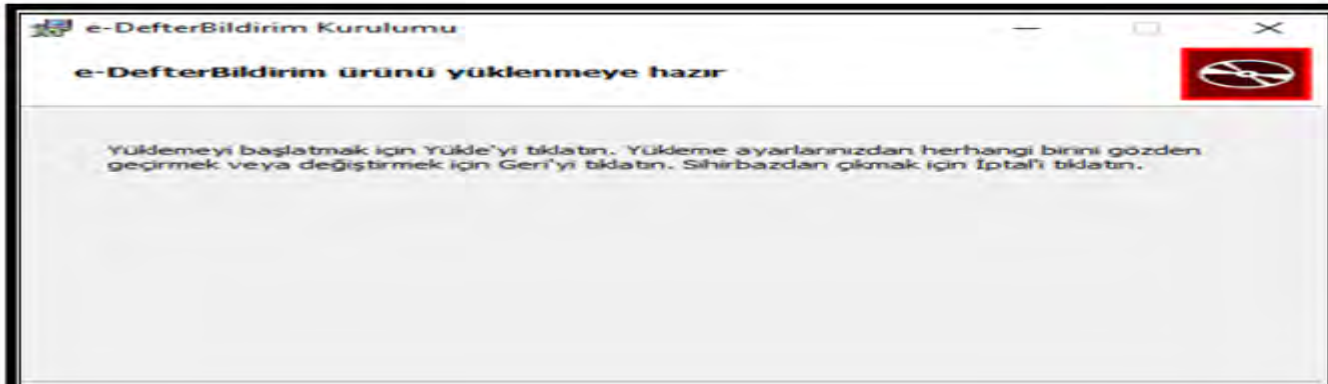 e-DefterBildirim Kurulumu
e-DefterBildirim ürünü yüklenmeye hazır
Yüklemeyi başlatmak için Yükle'yi tıklatın. Yükleme ayarlarınızdan herhangi birini gözden
geçirmek veya değiştirmek için Geri'yi tıklatın. Sihirbazdan çıkmak için İptal'i tıklatın.